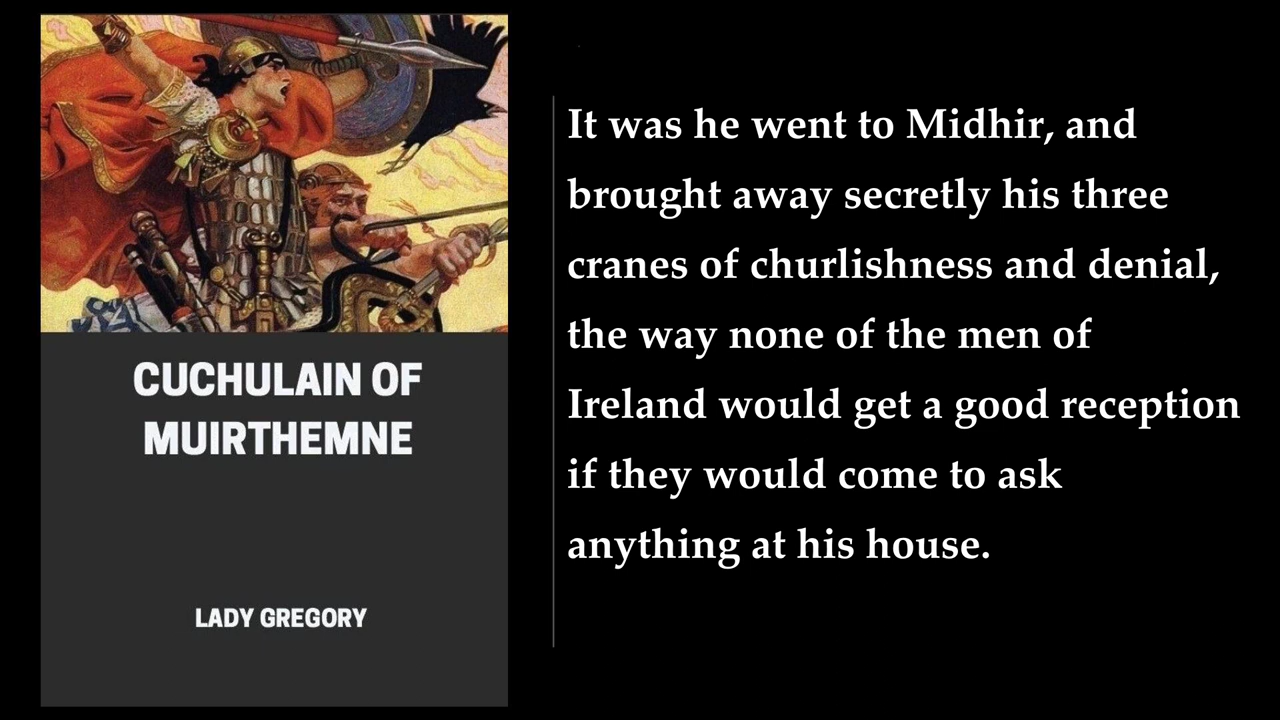 CUCHULAIN OF
MUIRTHEMNE
LADY GREGORY
It was he went to Midhir, and
brought away secretly his three
cranes of churlishness and denial,
the way none of the men of
Ireland would get a good reception
if they would come to ask
anything at his house.